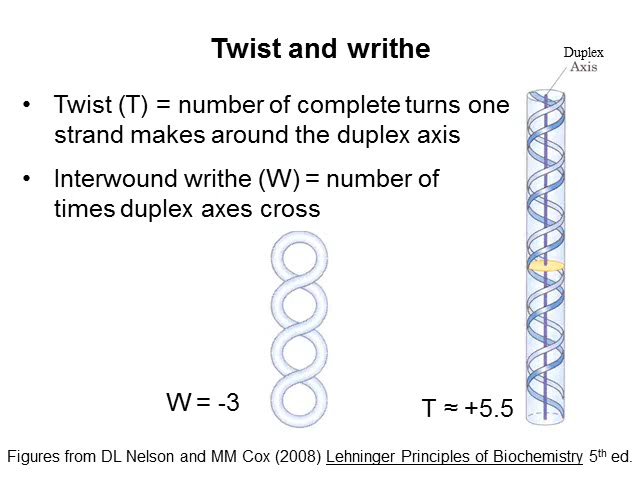 Twist and writhe
Duplex
Axis
• Twist (T) = number of complete turns one
strand makes around the duplex axis
• Interwound writhe (W) = number of
times duplex axes cross
W = -3
T ≈ +5.5
Figures from DL Nelson and MM Cox (2008) Lehninger Principles of Biochemistry 5th ed.